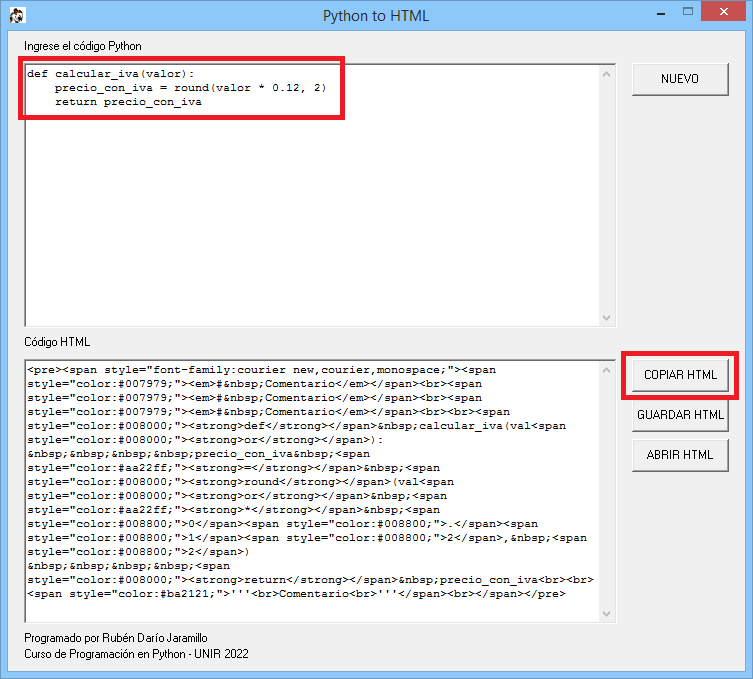 Python to HTML
Ingrese el código Python
def calcular_iva(valor):
    precio_con_iva = round(valor * 0.12, 2)
    return precio_con_iva
NUEVO
Código HTML
<pre><span style="font-family:courier new,courier,monospace;"><span
style="color:#007979;"><em>#&nbsp;Comentario</em></span><br><span
style="color:#007979;"><em>#&nbsp;Comentario</em></span><br><span
style="color:#007979;"><em>#&nbsp;Comentario</em></span><br><br><span
style="color:#008000;"><strong>def</strong></span>&nbsp;calcular_iva(val<span
style="color:#008000;"><strong>or</strong></span>):
&nbsp;&nbsp;&nbsp;&nbsp;precio_con_iva&nbsp;<span
style="color:#aa22ff;"><strong>=</strong></span>&nbsp;<span
style="color:#008000;"><strong>round</strong></span>(val<span
style="color:#008000;"><strong>or</strong></span>&nbsp;<span
style="color:#aa22ff;"><strong>*</strong></span>&nbsp;<span
style="color:#008800;">0</span><span style="color:#008800;">.</span><span
style="color:#008800;">1</span><span style="color:#008800;">2</span>,&nbsp;<span
style="color:#008800;">2</span>)
&nbsp;&nbsp;&nbsp;&nbsp;<span
style="color:#008000;"><strong>return</strong></span>&nbsp;precio_con_iva<br><br>
<span style="color:#ba2121;">'''<br>Comentario<br>'''</span><br></span></pre>
COPIAR HTML
GUARDAR HTML
ABRIR HTML
Programado por Rubén Darío Jaramillo
Curso de Programación en Python - UNIR 2022